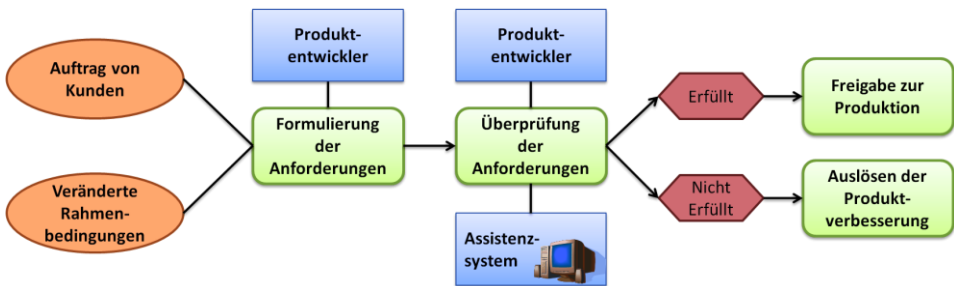 Auftrag von
Kunden
Veränderte
Rahmen-
bedingungen
Produkt-
entwickler
Formulierung
der
Anforderungen
Produkt-
entwickler
Überprüfung
der
Anforderungen
Assistenz-
system
Erfüllt
Nicht
Erfüllt
Freigabe zur
Produktion
Auslösen der
Produkt-
verbesserung